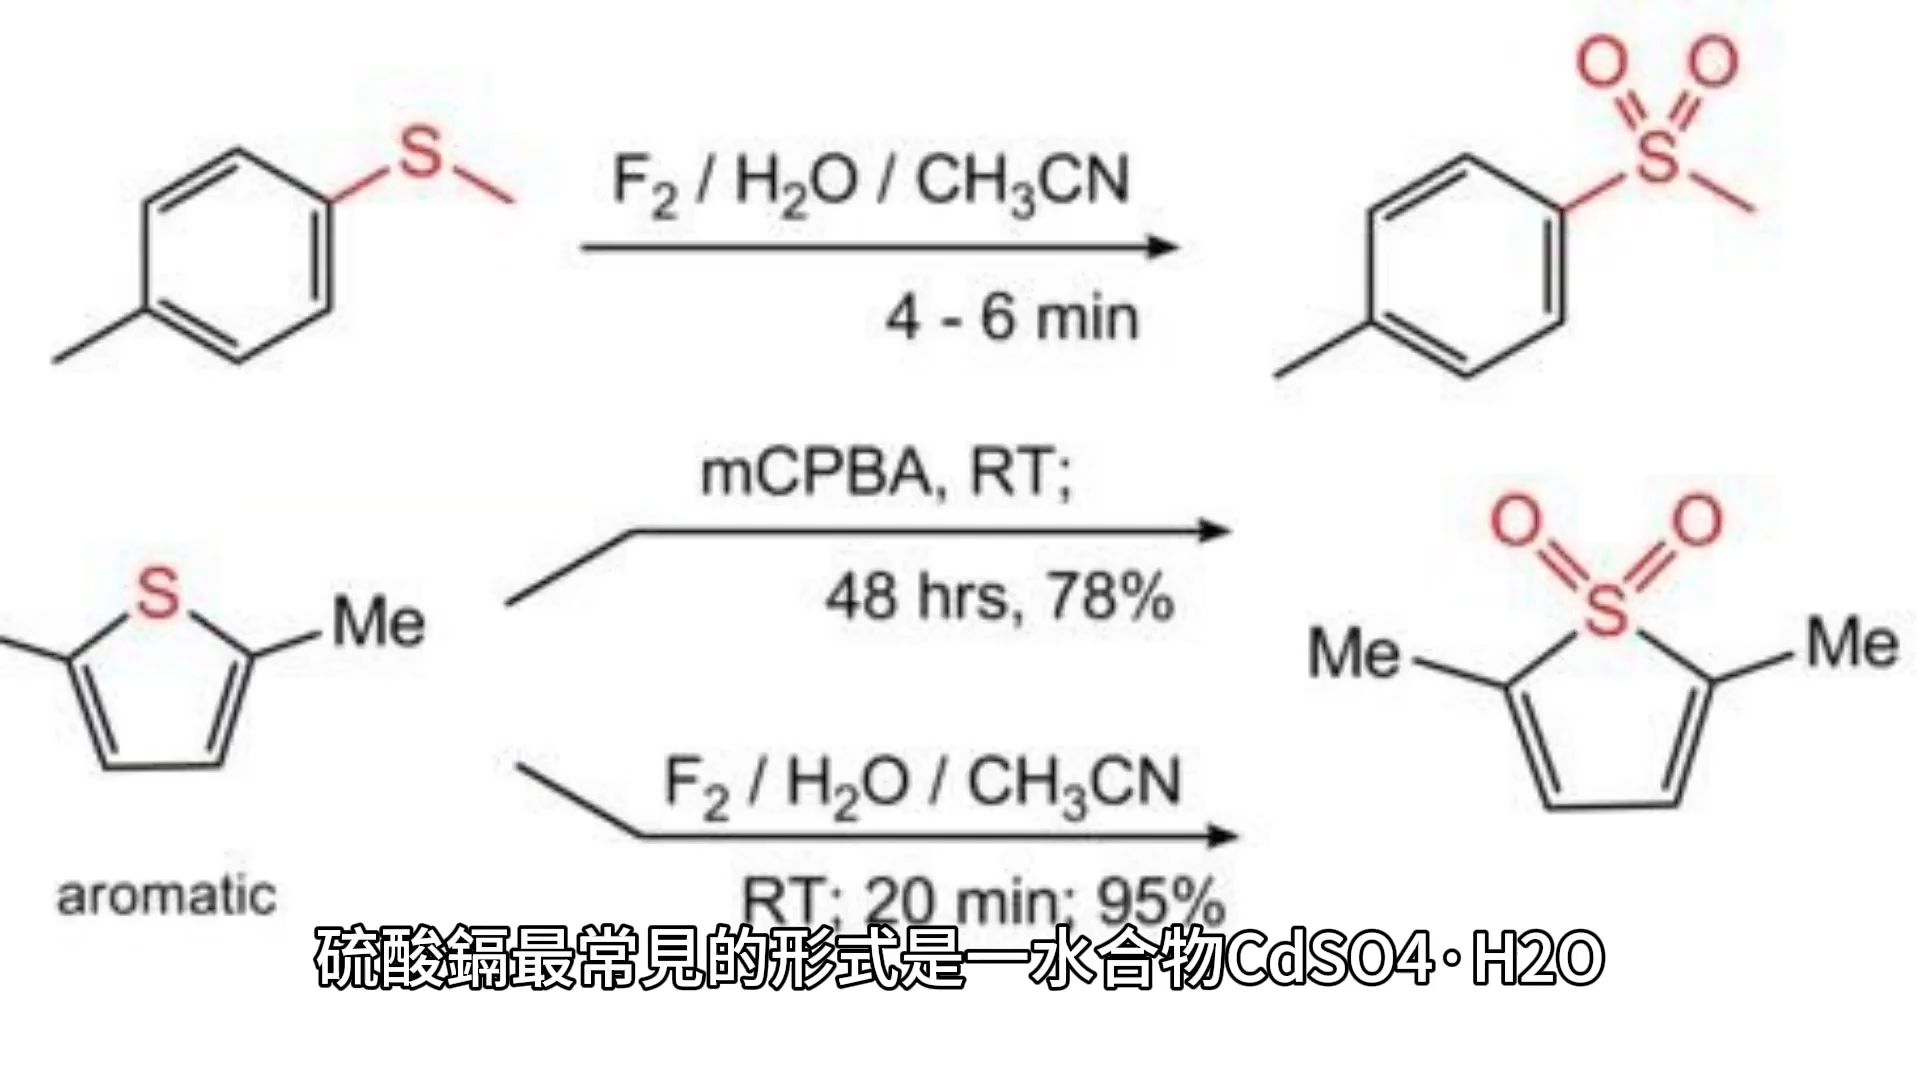 S
O O
S
F₂ / H₂O / CH₃CN
4 - 6 min
mCPBA, RT;
48 hrs, 78%
S
Me
O O
S
Me
Me
F₂ / H₂O / CH₃CN
RT; 20 min; 95%
aromatic
硫酸鎘最常見的形式是一水合物CdSO4·H2O